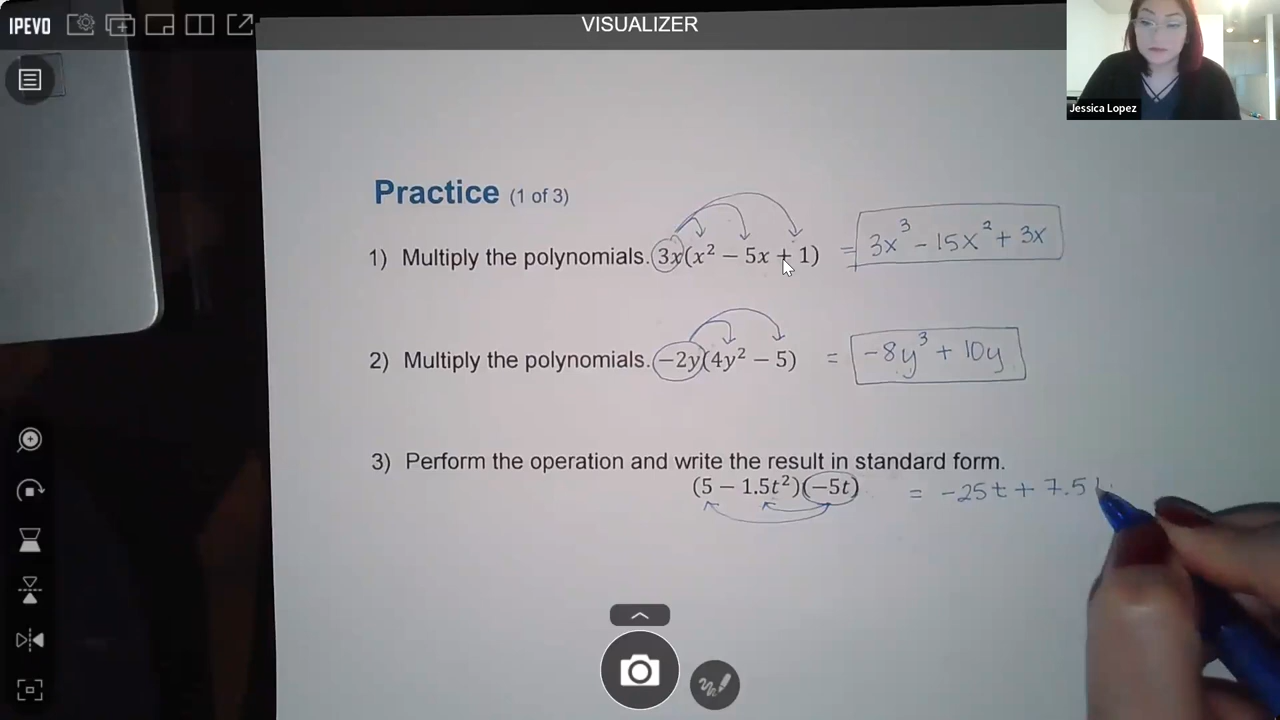 IPEVO
VISUALIZER
Jessica Lopez
Practice (1 of 3)
1) Multiply the polynomials. 3x(x² − 5x + 1) = 3x³ − 15x² + 3x
2) Multiply the polynomials. −2y(4y² − 5) = −8y³ + 10y
3) Perform the operation and write the result in standard form.
(5 − 1.5t²)(−5t) = −25t + 7.5